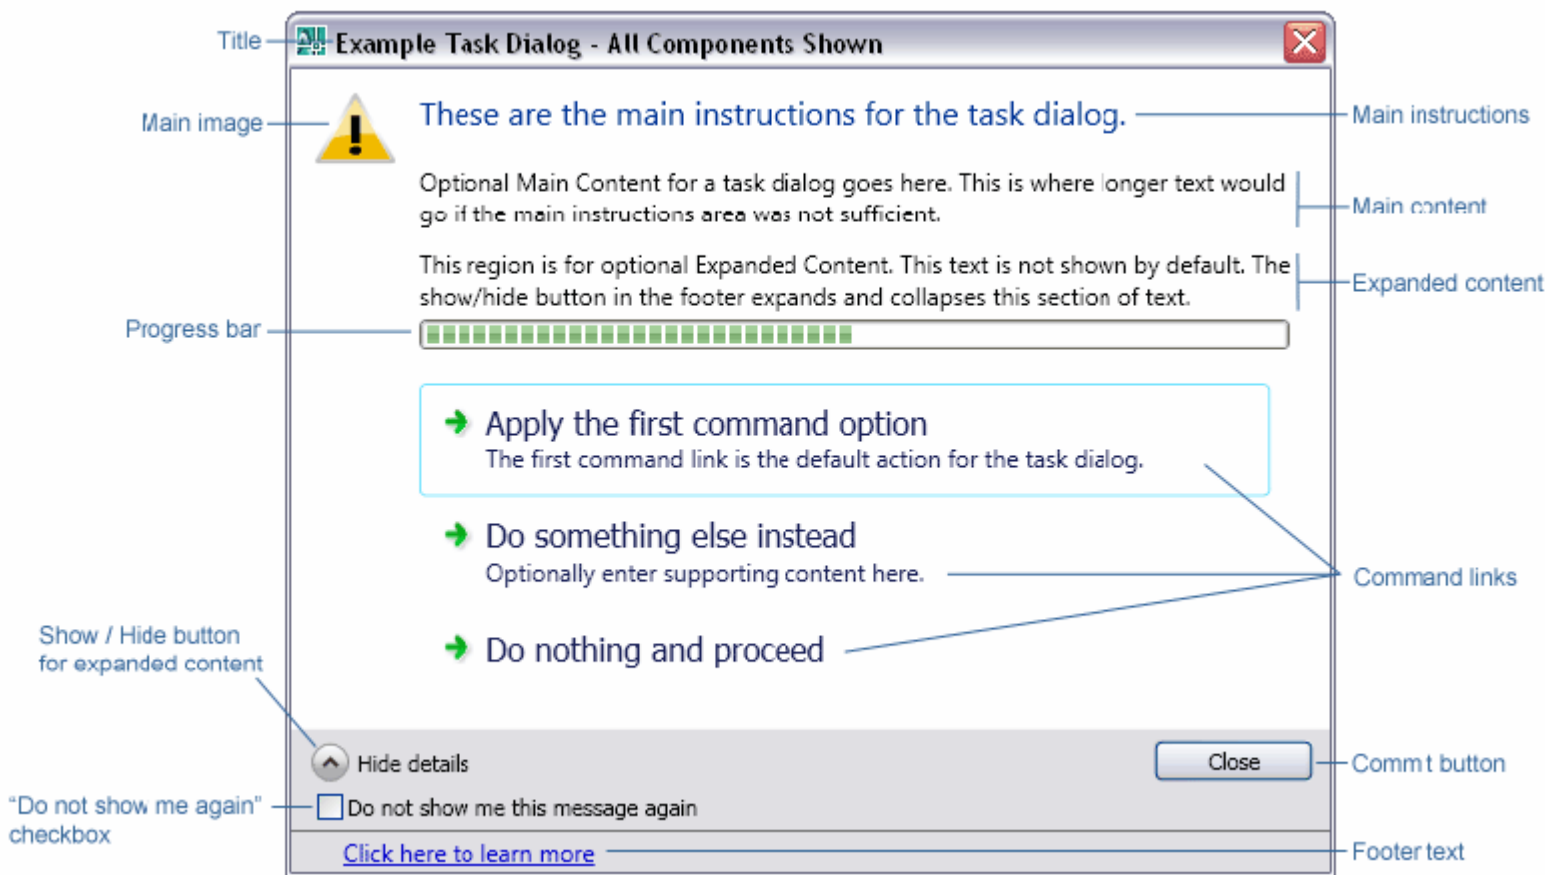 Title
Example Task Dialog - All Components Shown
Main image
These are the main instructions for the task dialog.
Main instructions
Optional Main Content for a task dialog goes here. This is where longer text would
go if the main instructions area was not sufficient.
Main content
This region is for optional Expanded Content. This text is not shown by default. The
show/hide button in the footer expands and collapses this section of text.
Expanded content
Progress bar
Apply the first command option
The first command link is the default action for the task dialog.
Do something else instead
Optionally enter supporting content here.
Command links
Do nothing and proceed
Show / Hide button
for expanded content
Hide details
Close
Commit button
"Do not show me again"
checkbox
Do not show me this message again
Click here to learn more
Footer text